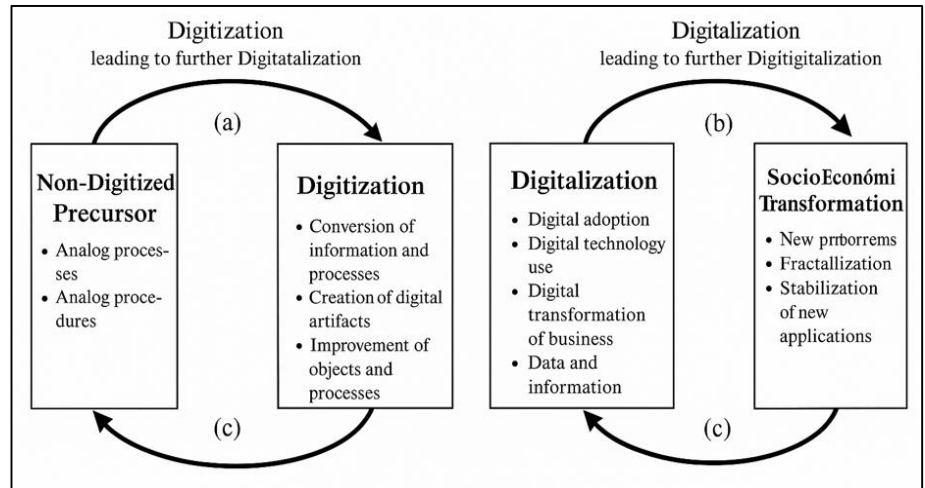 Digitization
leading to further Digitatalization
(a)
Non-Digitized
Precursor
• Analog proces-
ses
• Analog proce-
dures
Digitization
• Conversion of
information and
processes
• Creation of digital
artifacts
• Improvement of
objects and
processes
(c)
Digitalization
leading to further Digitigitalization
(b)
Digitalization
• Digital adoption
• Digital technology
use
• Digital
transformation
of business
• Data and
information
SocioEconómi
Transformation
• New
• Fractallization
• Stabilization
of new
applications
(c)